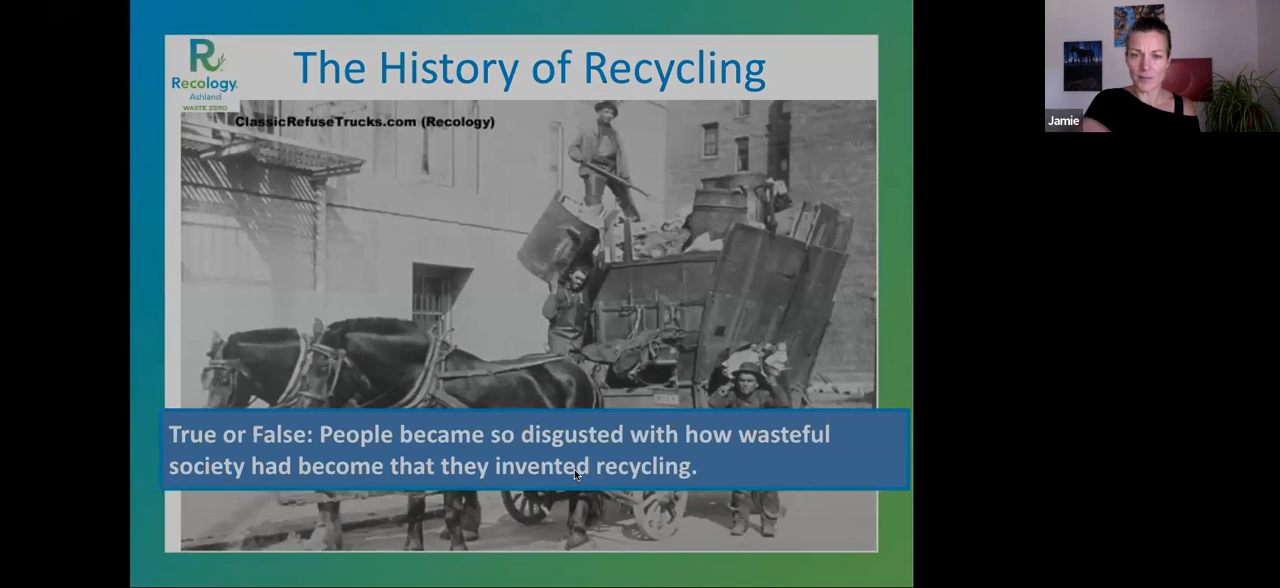 The History of Recycling
R
Recology.
Ashland
WASTE ZERO
ClassicRefuseTrucks.com (Recology)
Jamie
True or False: People became so disgusted with how wasteful
society had become that they invented recycling.